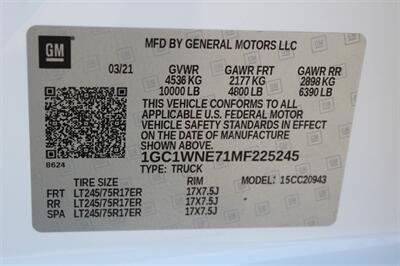 GM
MFD BY GENERAL MOTORS LLC
03/21 GVWR GAWR FRT GAWR RR
4536 KG 2177 KG 2898 KG
10000 LB 4800 LB 6390 LB
THIS VEHICLE CONFORMS TO ALL
APPLICABLE U.S. FEDERAL MOTOR
VEHICLE SAFETY STANDARDS IN EFFECT
ON THE DATE OF MANUFACTURE
SHOWN ABOVE.
1GC1WNE71MF225245
8624
TYPE: TRUCK
TIRE SIZE RIM MODEL: 15CC20943
FRT LT245/75R17ER 17X7.5J
RR LT245/75R17ER 17X7.5J
SPA LT245/75R17ER 17X7.5J